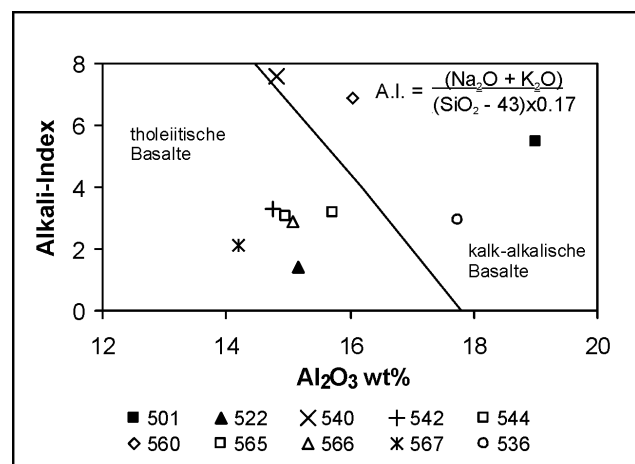 8
6
4
2
0
Alkali-Index
tholeiitische
Basalte
A.I. = (Na₂O + K₂O)
(SiO₂ - 43)x0.17
kalk-alkalische
Basalte
12 14 16 18 20
Al₂O₃ wt%
501 522 540 542 544
560 565 566 567 536